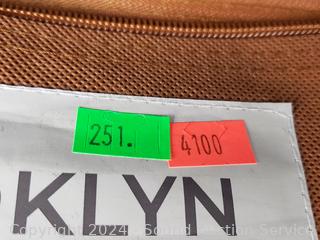 251.
4100
OKLYN
Copyright 2024 - Sound Auction Service